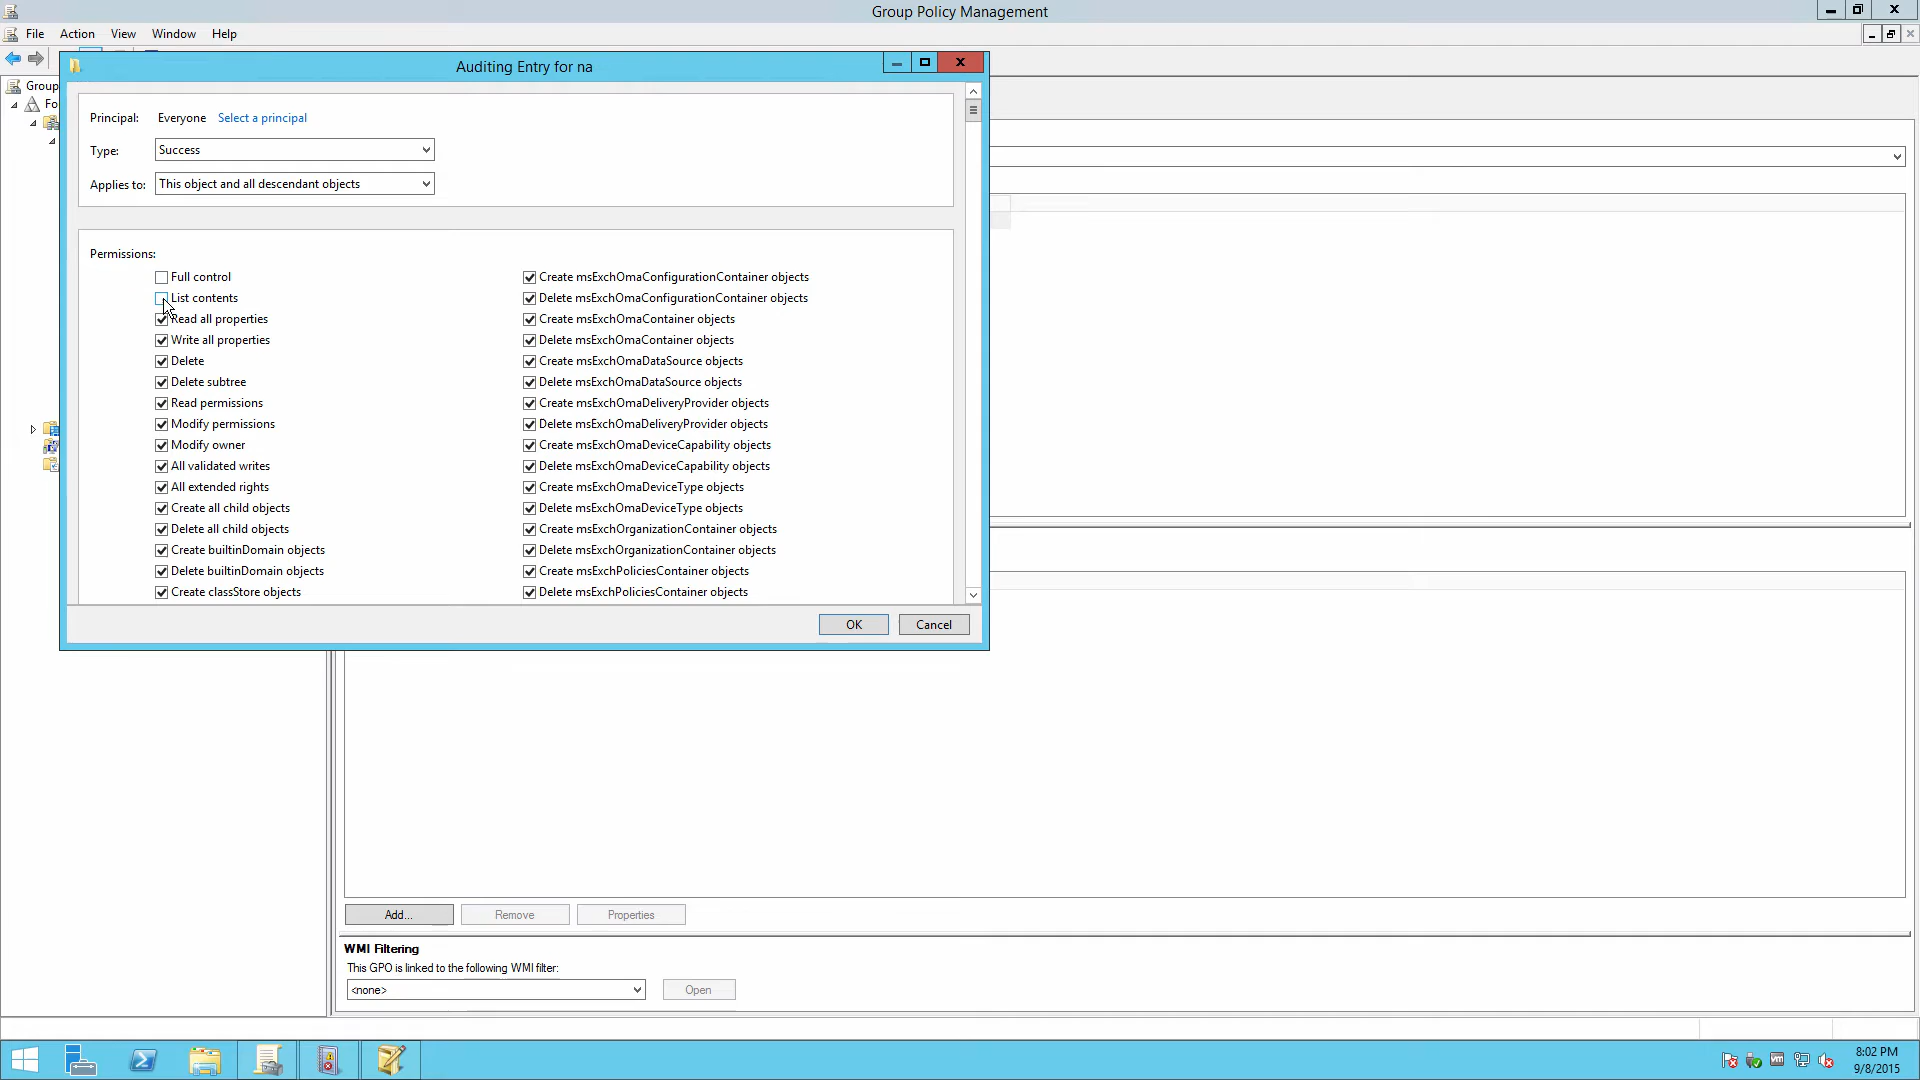 Group Policy Management
File Action View Window Help
Auditing Entry for na
Group
Fo
Principal: Everyone Select a principal
Type: Success
Applies to: This object and all descendant objects
Permissions:
Full control
List contents
Read all properties
Write all properties
Delete
Delete subtree
Read permissions
Modify permissions
Modify owner
All validated writes
All extended rights
Create all child objects
Delete all child objects
Create builtinDomain objects
Delete builtinDomain objects
Create classStore objects
Create msExchOmaConfigurationContainer objects
Delete msExchOmaConfigurationContainer objects
Create msExchOmaContainer objects
Delete msExchOmaContainer objects
Create msExchOmaDataSource objects
Delete msExchOmaDataSource objects
Create msExchOmaDeliveryProvider objects
Delete msExchOmaDeliveryProvider objects
Create msExchOmaDeviceCapability objects
Delete msExchOmaDeviceCapability objects
Create msExchOmaDeviceType objects
Delete msExchOmaDeviceType objects
Create msExchOrganizationContainer objects
Delete msExchOrganizationContainer objects
Create msExchPoliciesContainer objects
Delete msExchPoliciesContainer objects
OK Cancel
Add... Remove Properties
WMI Filtering
This GPO is linked to the following WMI filter:
<none> Open
8:02 PM
9/8/2015